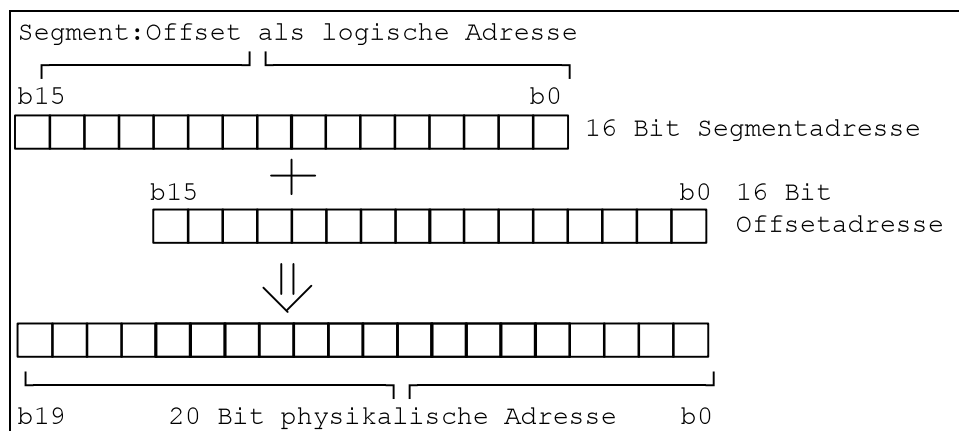 Segment:Offset als logische Adresse
b15 b0
16 Bit Segmentadresse
b15 b0 16 Bit
Offsetadresse
b19 20 Bit physikalische Adresse b0